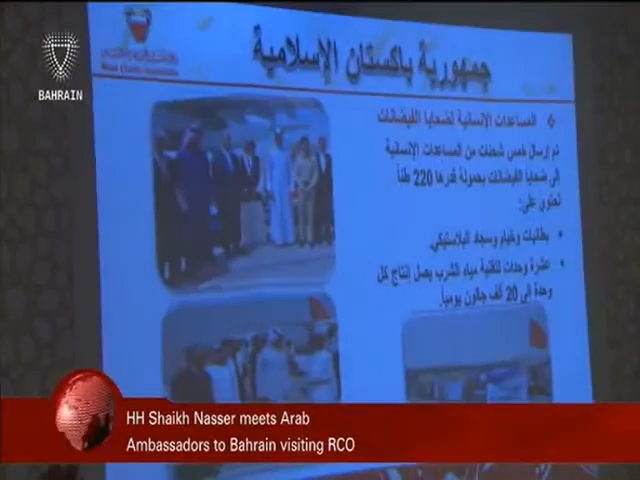 BAHRAIN
جمهورية باكستان الإسلامية
المساعدات الإنسانية لضحايا الفيضانات
تم إرسال خمس شحنات من المساعدات الإنسانية
إلى ضحايا الفيضانات بحمولة قدرها 220 طناً
تحتوي على:
بطانيات وخيام وسجاد البلاستيكي.
عشرة وحدات لتنقية مياه الشرب يصل إنتاج كل
وحدة إلى 20 ألف جالون يومياً.
HH Shaikh Nasser meets Arab
Ambassadors to Bahrain visiting RCO